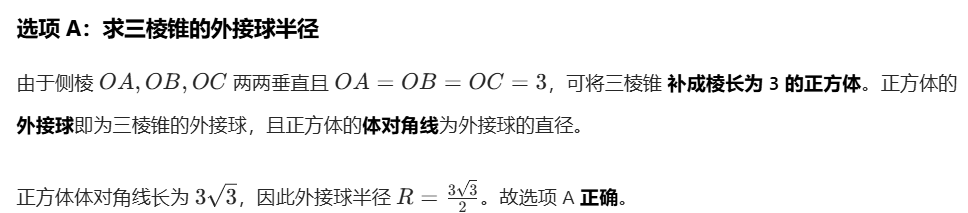 选项 A：求三棱锥的外接球半径
由于侧棱 OA, OB, OC 两两垂直且 OA = OB = OC = 3，可将三棱锥 补成棱长为 3 的正方体。正方体的
外接球即为三棱锥的外接球，且正方体的体对角线为外接球的直径。
正方体体对角线长为 3√3，因此外接球半径 R = 3√3/2。故选项 A 正确。